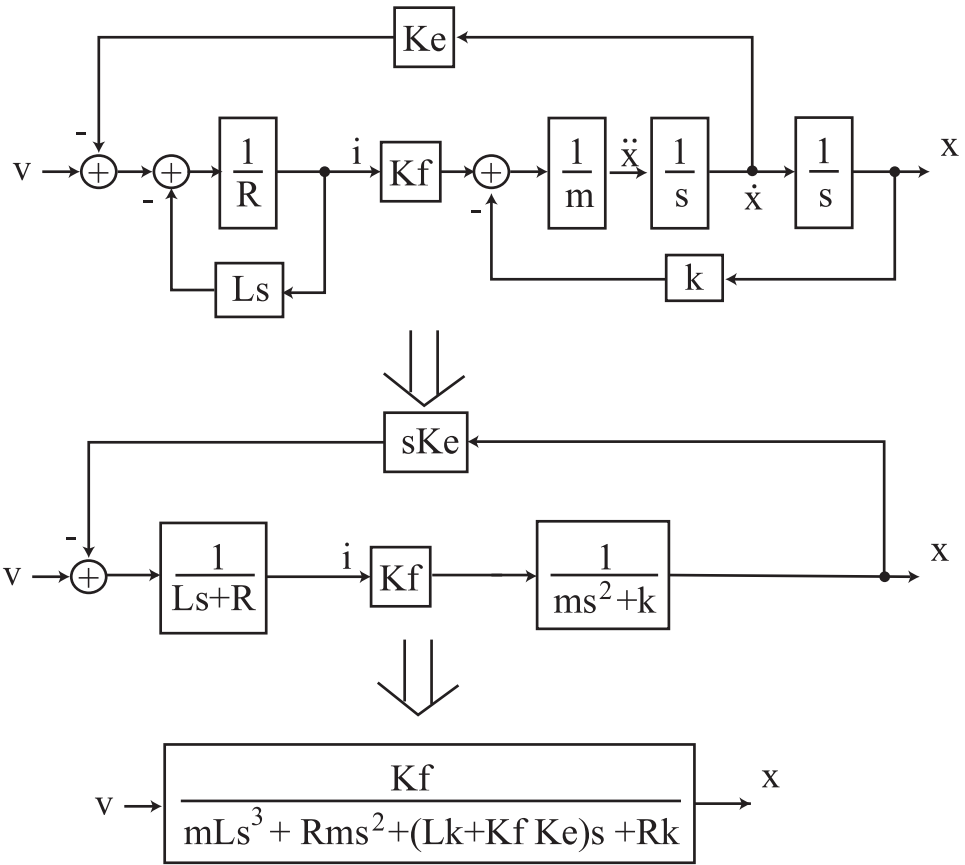 Ke
-
v + + 1/R i Kf + 1/m ẍ 1/s ẋ 1/s x
- -
Ls k
sKe
-
v + 1/(Ls+R) i Kf 1/(ms²+k) x
Kf
v x
mLs³ + Rms² +(Lk+Kf Ke)s +Rk